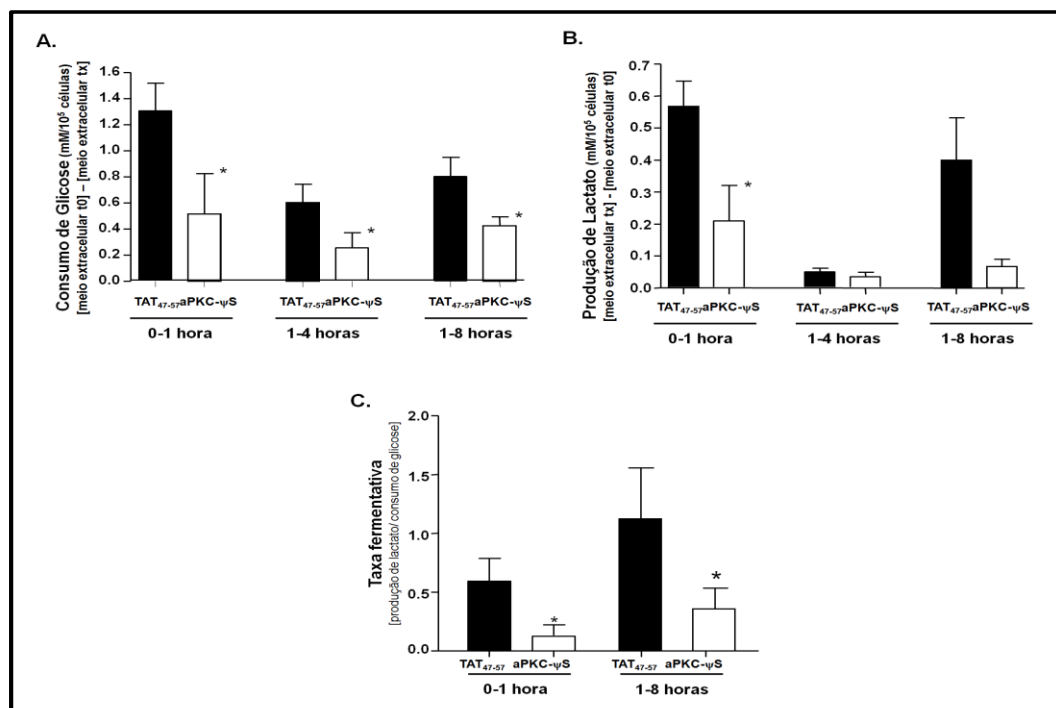 A.
Consumo de Glicose (mM/10⁵ células)
[meio extracelular t0] – [meio extracelular tx]
1.6
1.4
1.2
1.0
0.8
0.6
0.4
0.2
0.0
*
*
*
TAT₄₇₋₅₇aPKC-ψS
TAT₄₇₋₅₇aPKC-ψS
TAT₄₇₋₅₇aPKC-ψS
0-1 hora
1-4 horas
1-8 horas
B.
Produção de Lactato (mM/10⁵ células)
[meio extracelular tx] - [meio extracelular t0]
0.7
0.6
0.5
0.4
0.3
0.2
0.1
0.0
*
TAT₄₇₋₅₇aPKC-ψS
TAT₄₇₋₅₇aPKC-ψS
TAT₄₇₋₅₇aPKC-ψS
0-1 hora
1-4 horas
1-8 horas
C.
Taxa fermentativa
[produção de lactato/ consumo de glicose]
2.0
1.5
1.0
0.5
0.0
*
*
TAT₄₇₋₅₇ aPKC-ψS
TAT₄₇₋₅₇ aPKC-ψS
0-1 hora
1-8 horas